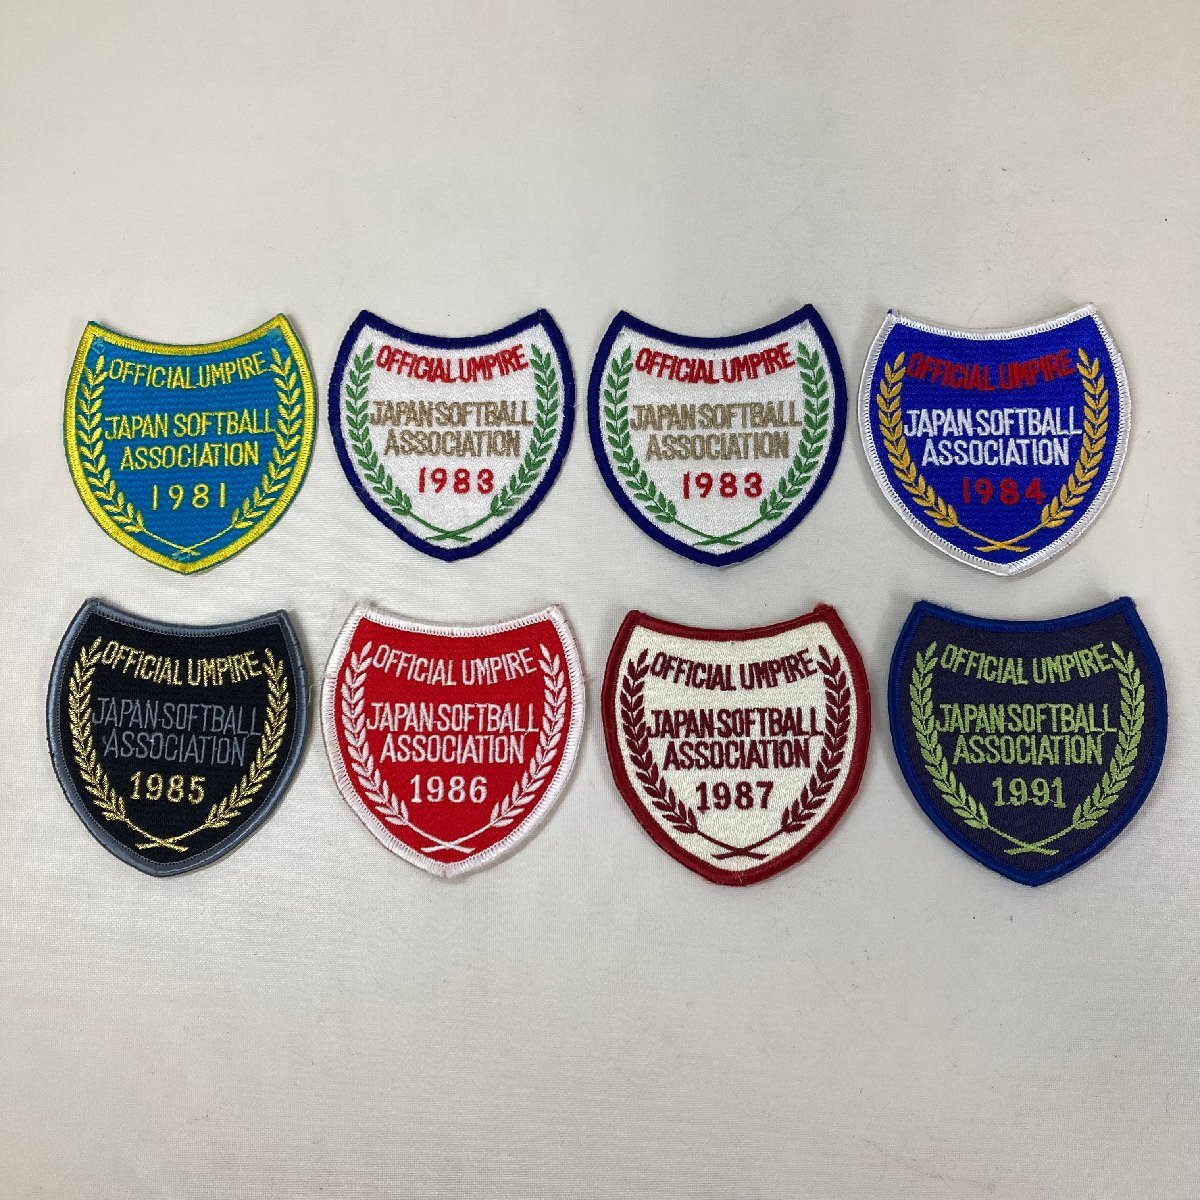 OFFICIAL UMPIRE
JAPAN SOFTBALL
ASSOCIATION
1981
OFFICIAL UMPIRE
JAPAN SOFTBALL
ASSOCIATION
1983
OFFICIAL UMPIRE
JAPAN SOFTBALL
ASSOCIATION
1983
OFFICIAL UMPIRE
JAPAN SOFTBALL
ASSOCIATION
1984
OFFICIAL UMPIRE
JAPAN SOFTBALL
ASSOCIATION
1985
OFFICIAL UMPIRE
JAPAN SOFTBALL
ASSOCIATION
1986
OFFICIAL UMPIRE
JAPAN SOFTBALL
ASSOCIATION
1987
OFFICIAL UMPIRE
JAPAN SOFTBALL
ASSOCIATION
1991